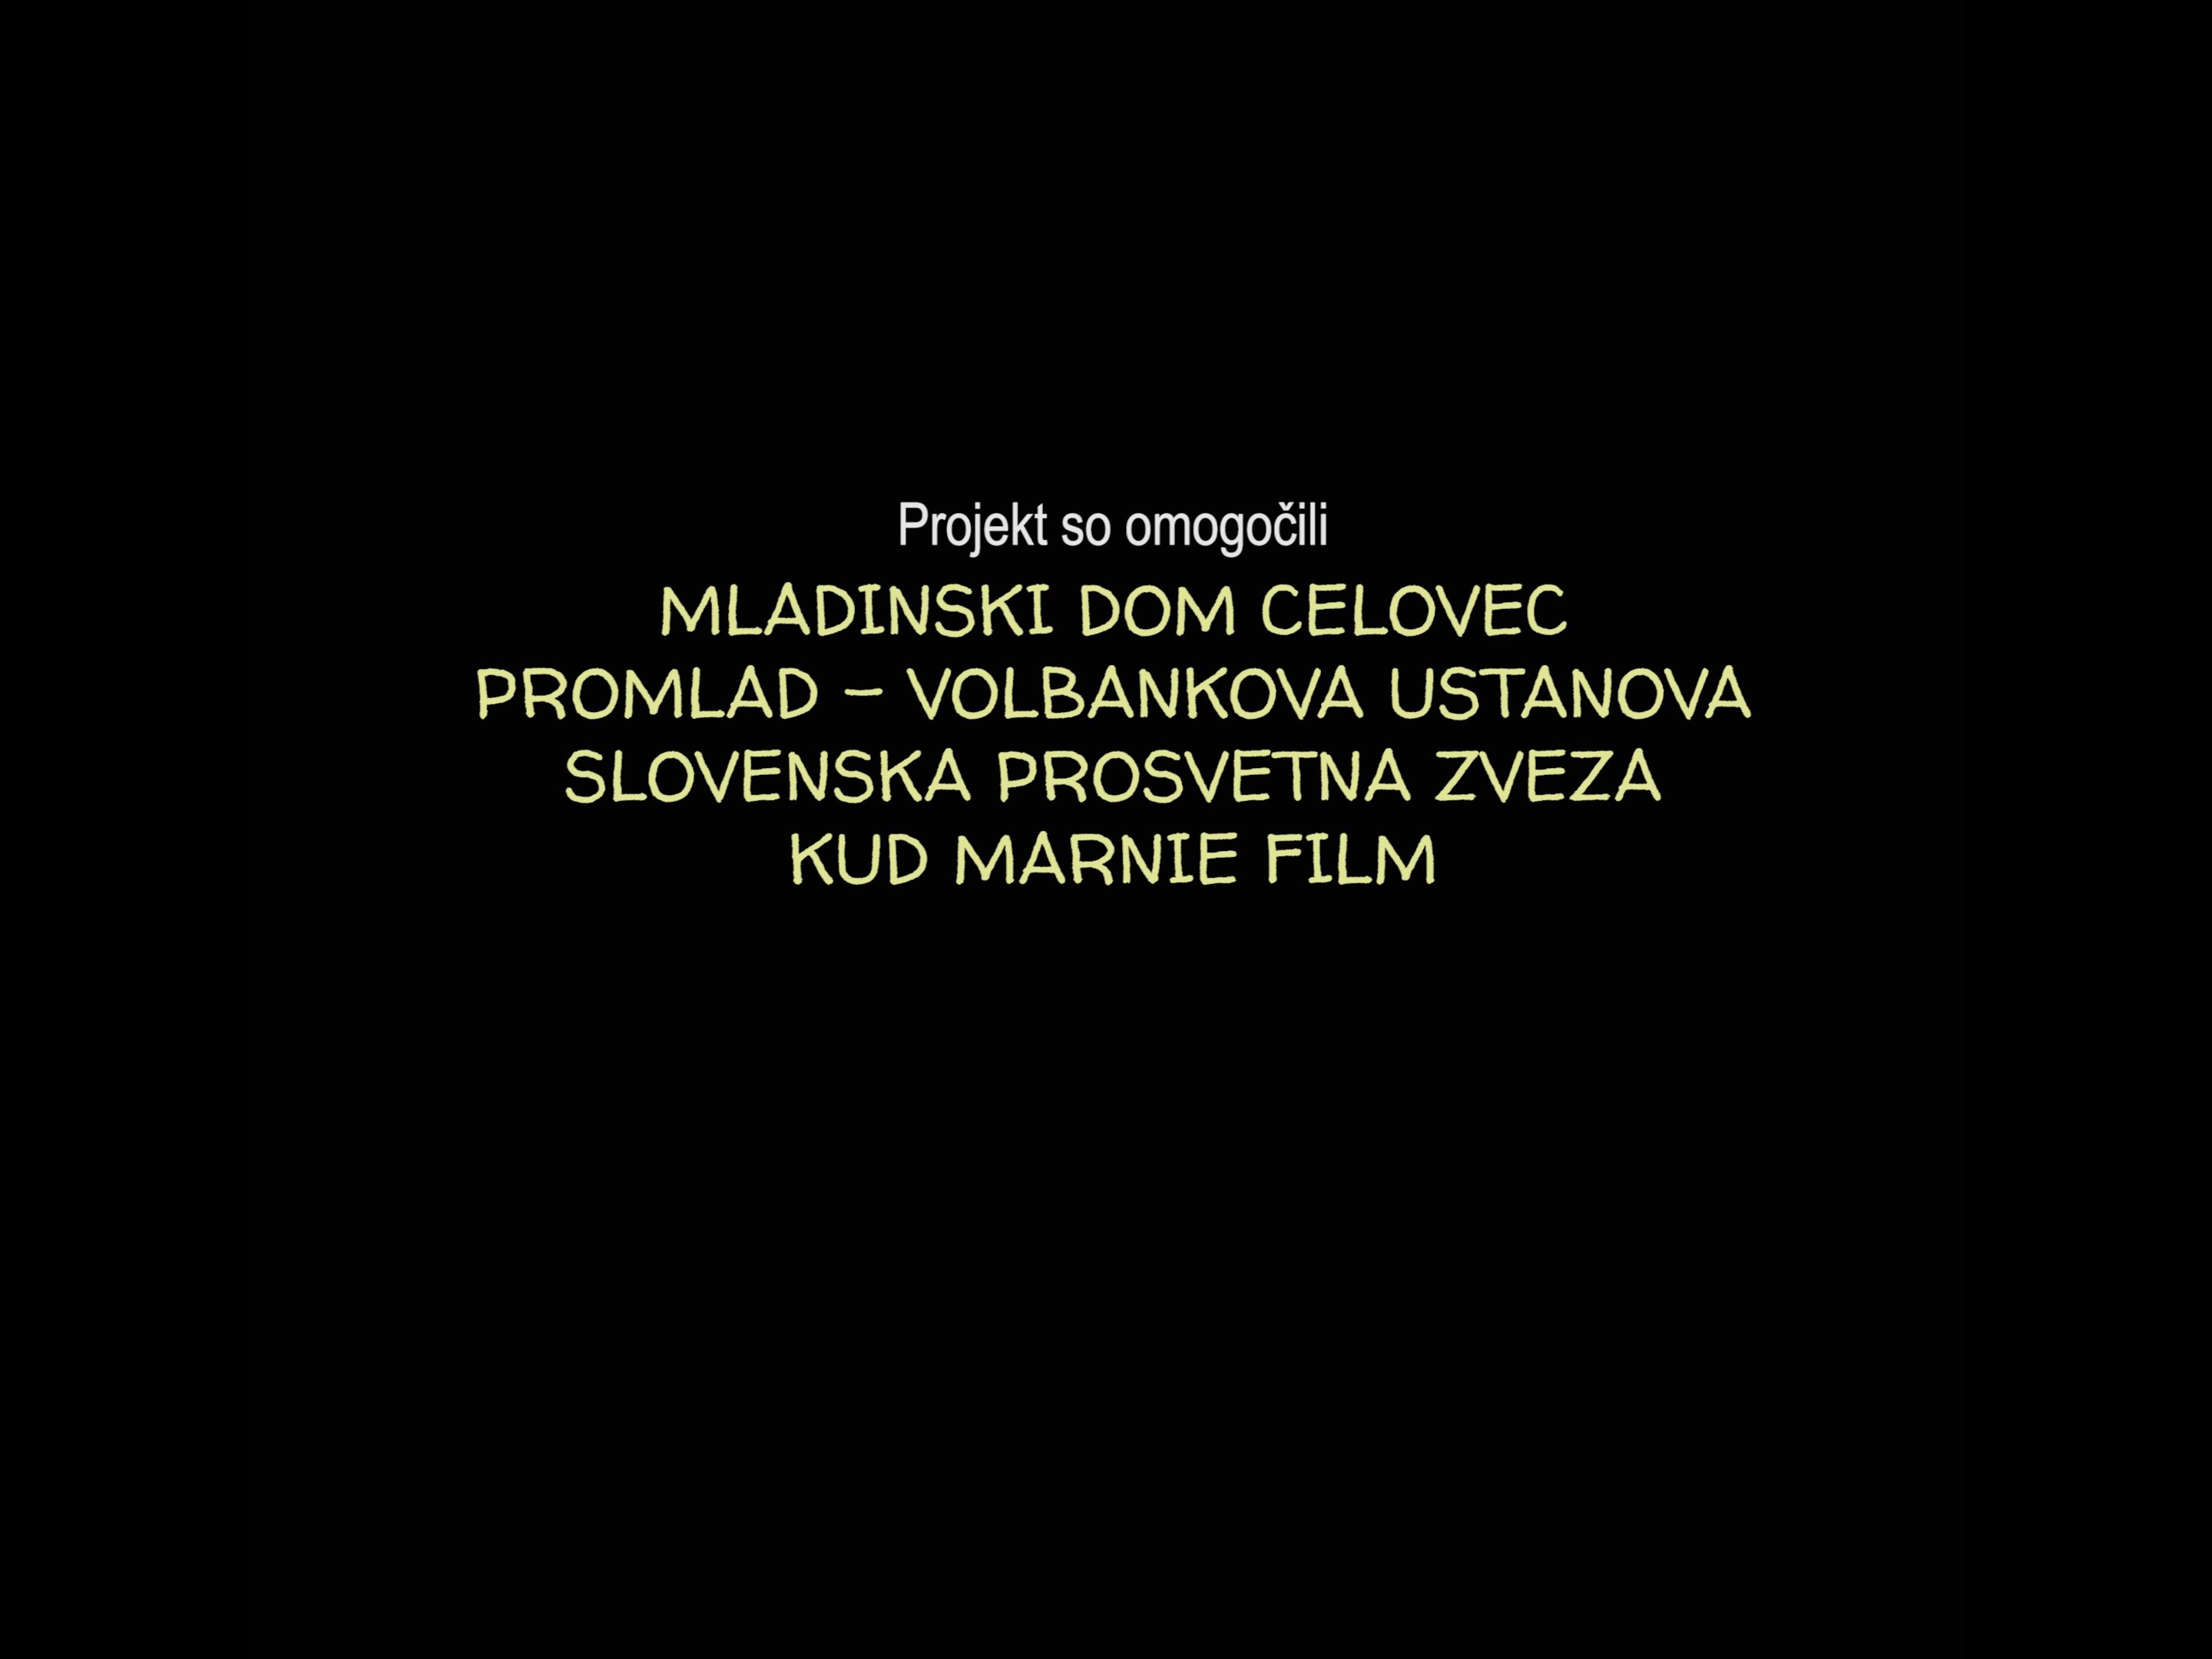 Projekt so omogočili
MLADINSKI DOM CELOVEC
PROMLAD – VOLBANKOVA USTANOVA
SLOVENSKA PROSVETNA ZVEZA
KUD MARNIE FILM